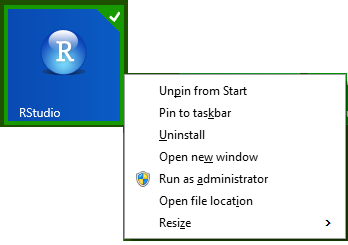 R
RStudio
Unpin from Start
Pin to taskbar
Uninstall
Open new window
Run as administrator
Open file location
Resize